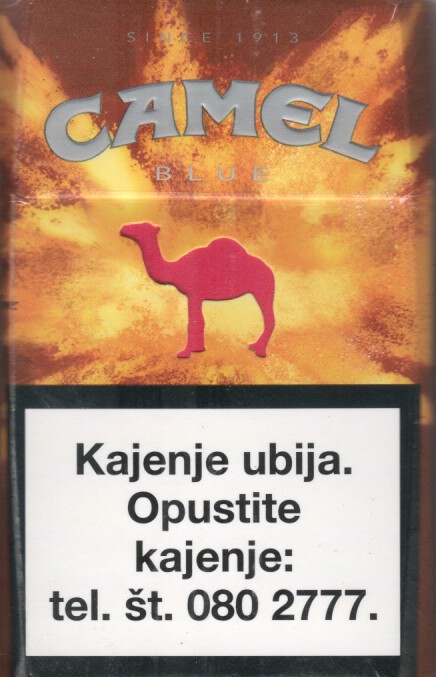 SINCE 1913
CAMEL
BLUE
Kajenje ubija.
Opustite
kajenje:
tel. št. 080 2777.